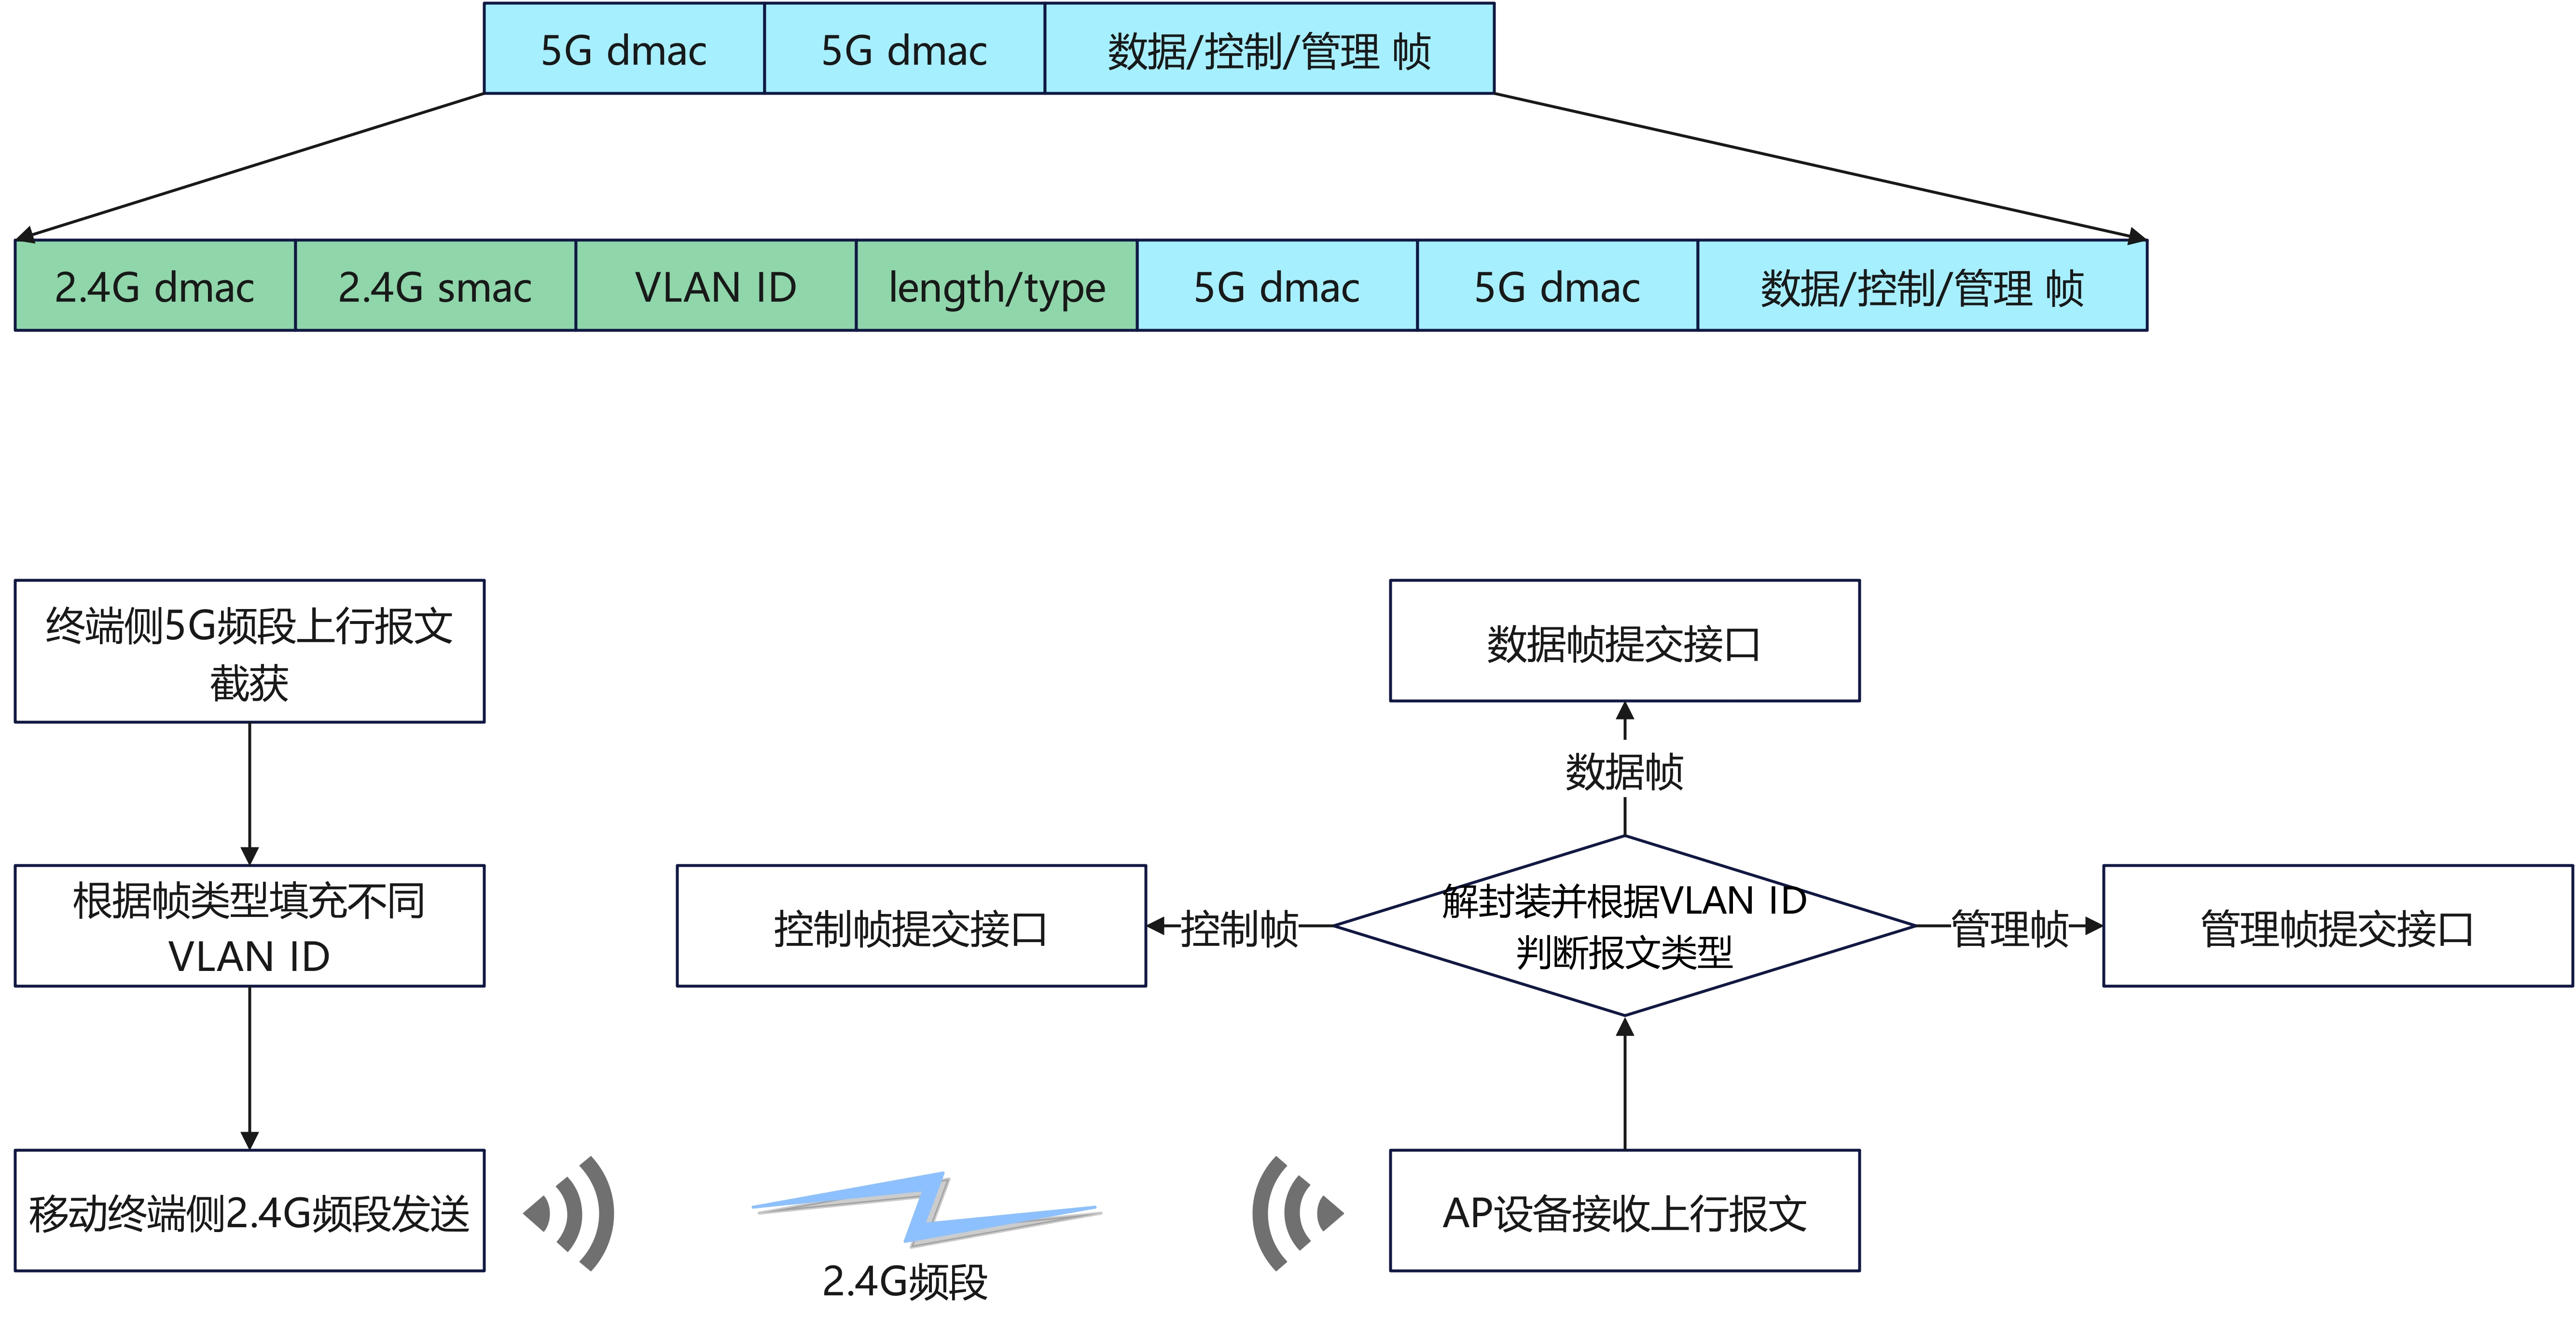 5G dmac
5G dmac
数据/控制/管理 帧
2.4G dmac
2.4G smac
VLAN ID
length/type
5G dmac
5G dmac
数据/控制/管理 帧
终端侧5G频段上行报文
截获
根据帧类型填充不同
VLAN ID
移动终端侧2.4G频段发送
2.4G频段
AP设备接收上行报文
解封装并根据VLAN ID
判断报文类型
控制帧
控制帧提交接口
数据帧
数据帧提交接口
管理帧
管理帧提交接口